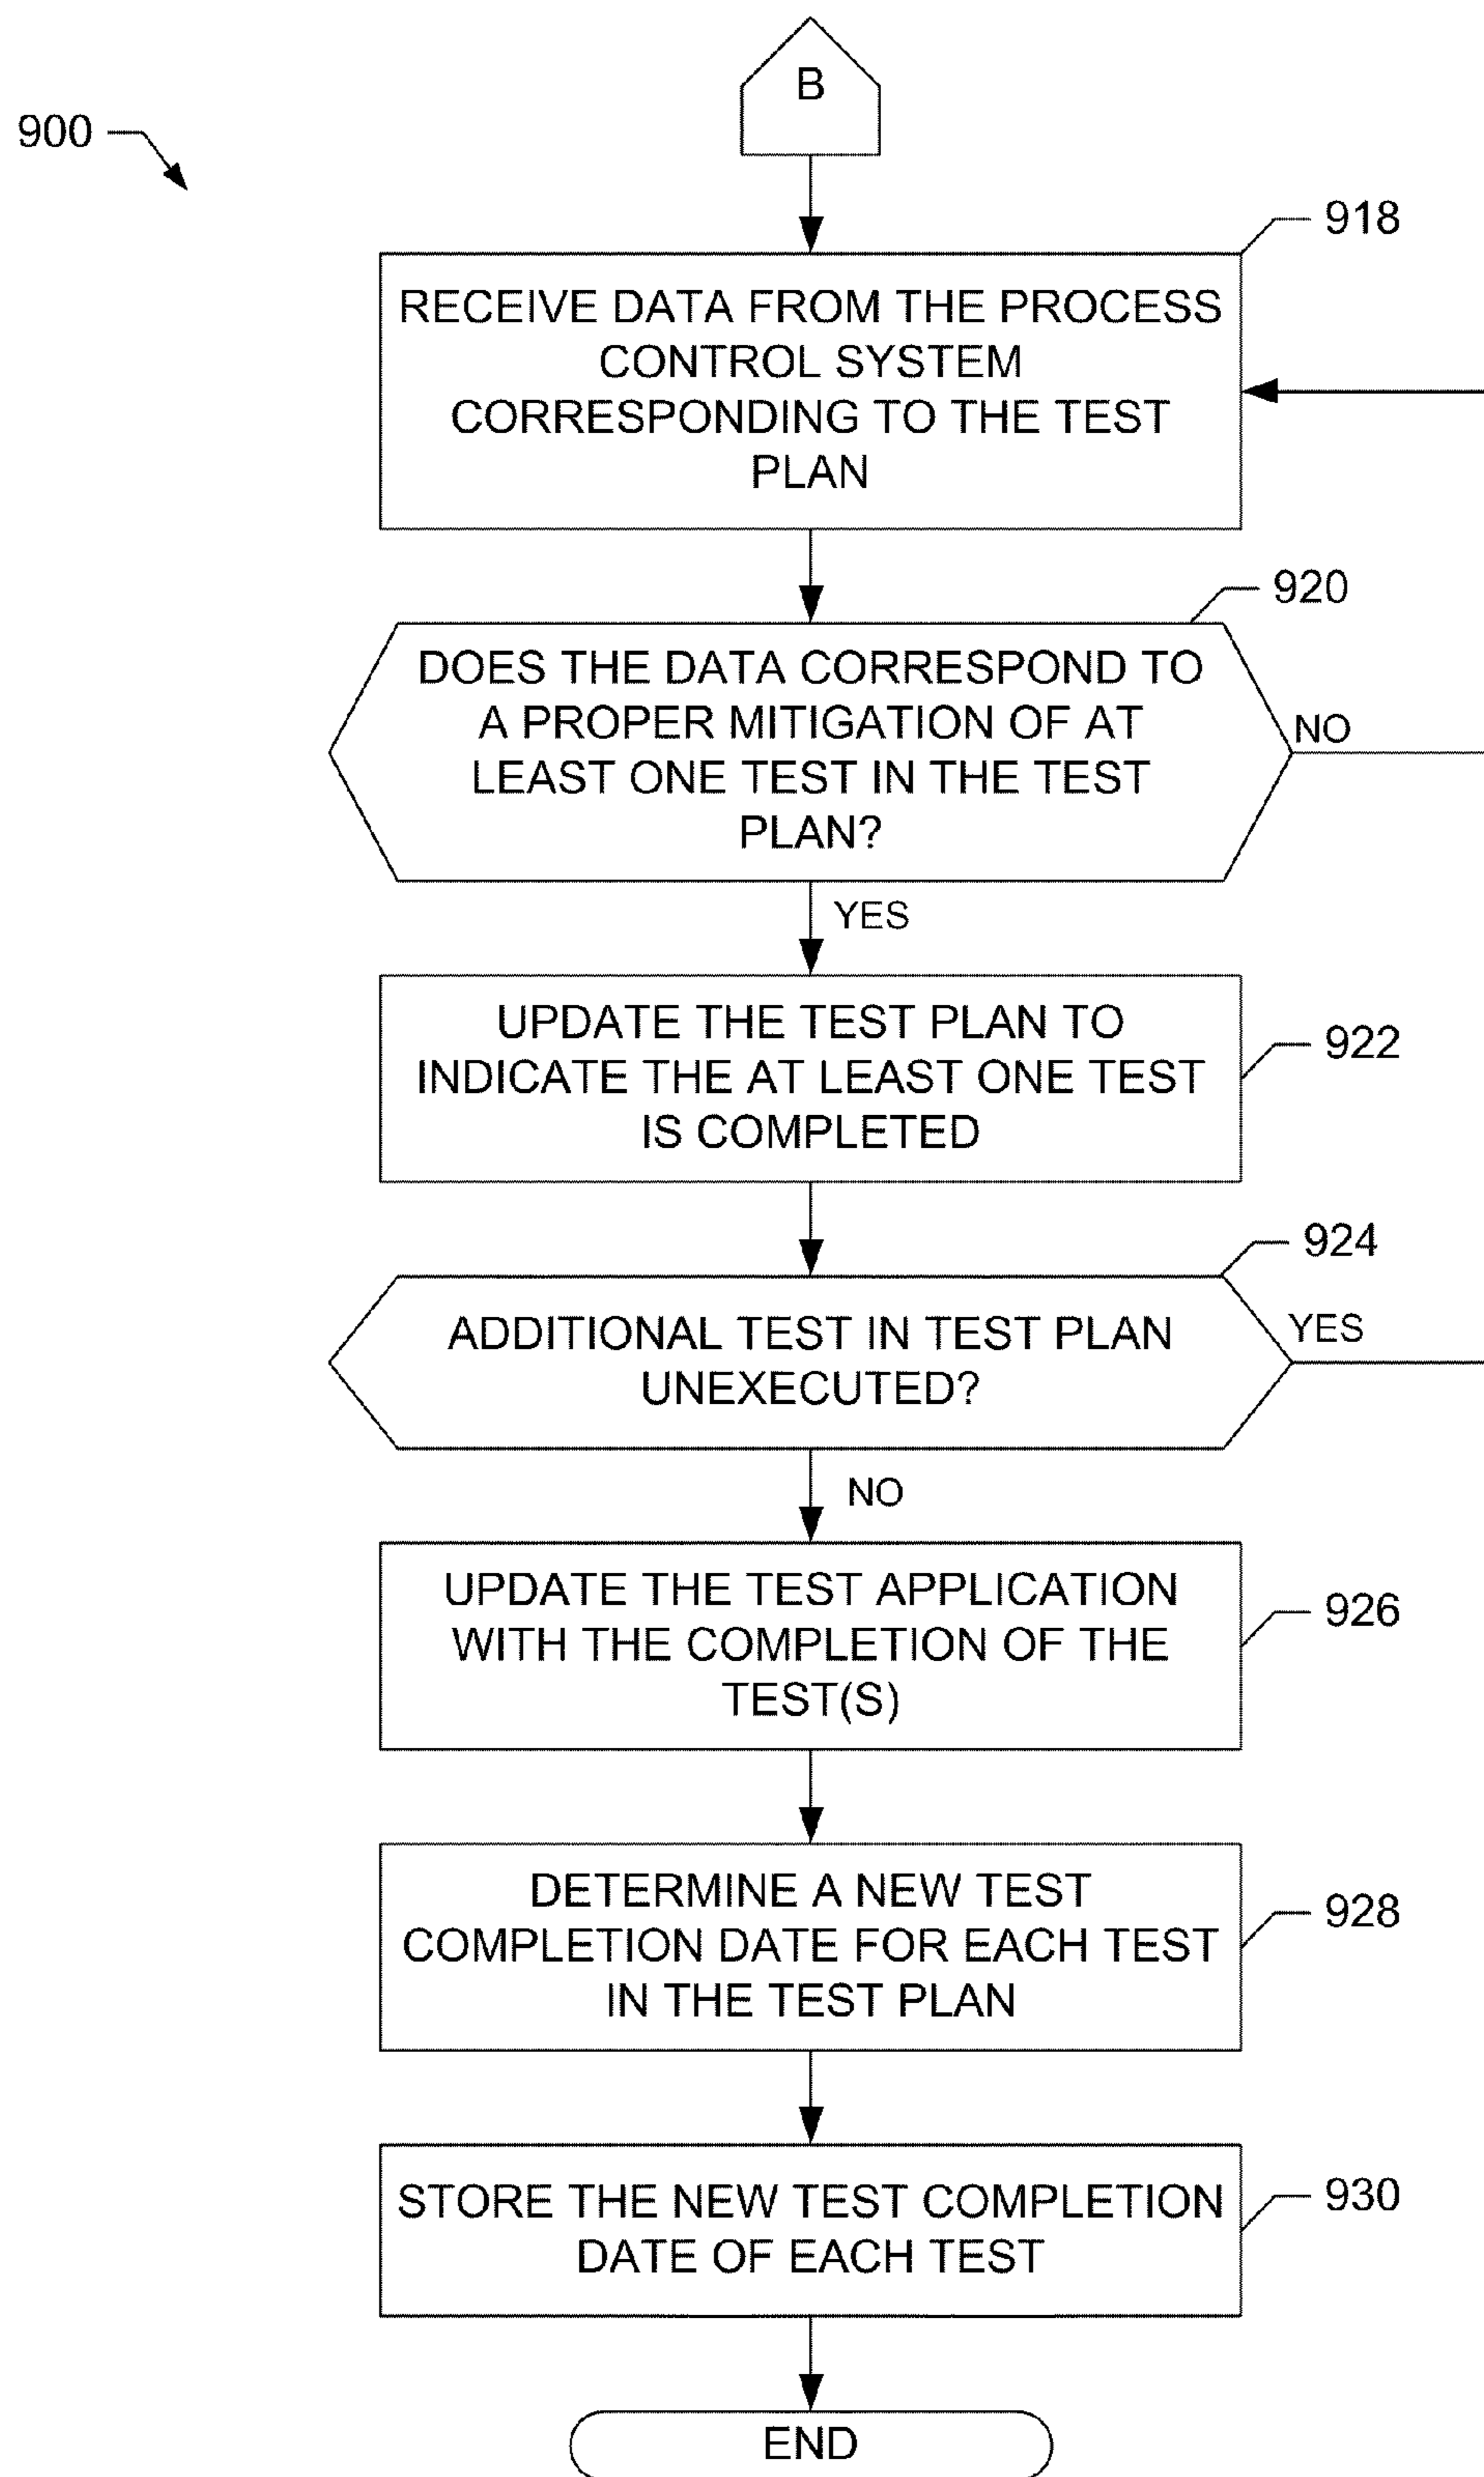 B
900
918
RECEIVE DATA FROM THE PROCESS
CONTROL SYSTEM
CORRESPONDING TO THE TEST
PLAN
920
DOES THE DATA CORRESPOND TO
A PROPER MITIGATION OF AT
LEAST ONE TEST IN THE TEST
PLAN?
NO
YES
UPDATE THE TEST PLAN TO
INDICATE THE AT LEAST ONE TEST
IS COMPLETED
922
924
ADDITIONAL TEST IN TEST PLAN
UNEXECUTED?
YES
NO
UPDATE THE TEST APPLICATION
WITH THE COMPLETION OF THE
TEST(S)
926
DETERMINE A NEW TEST
COMPLETION DATE FOR EACH TEST
IN THE TEST PLAN
928
STORE THE NEW TEST COMPLETION
DATE OF EACH TEST
930
END